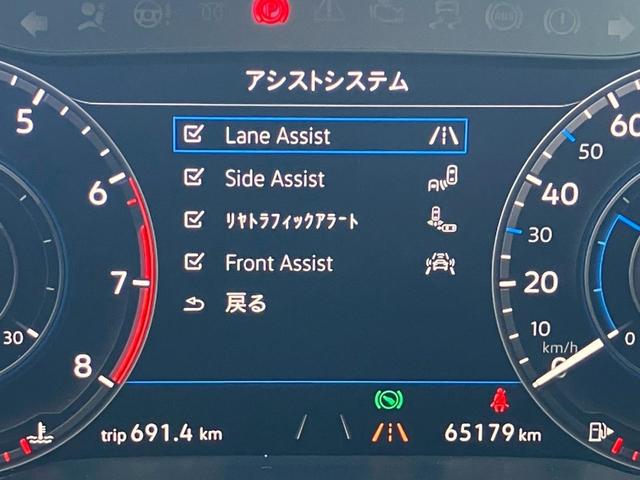 アシストシステム
Lane Assist
Side Assist
ﾘﾔﾄﾗﾌｨｯｸｱﾗｰﾄ
Front Assist
戻る
5
6
7
8
30
60
50
40
30
20
10
km/h
0
0
trip 691.4 km
65179 km